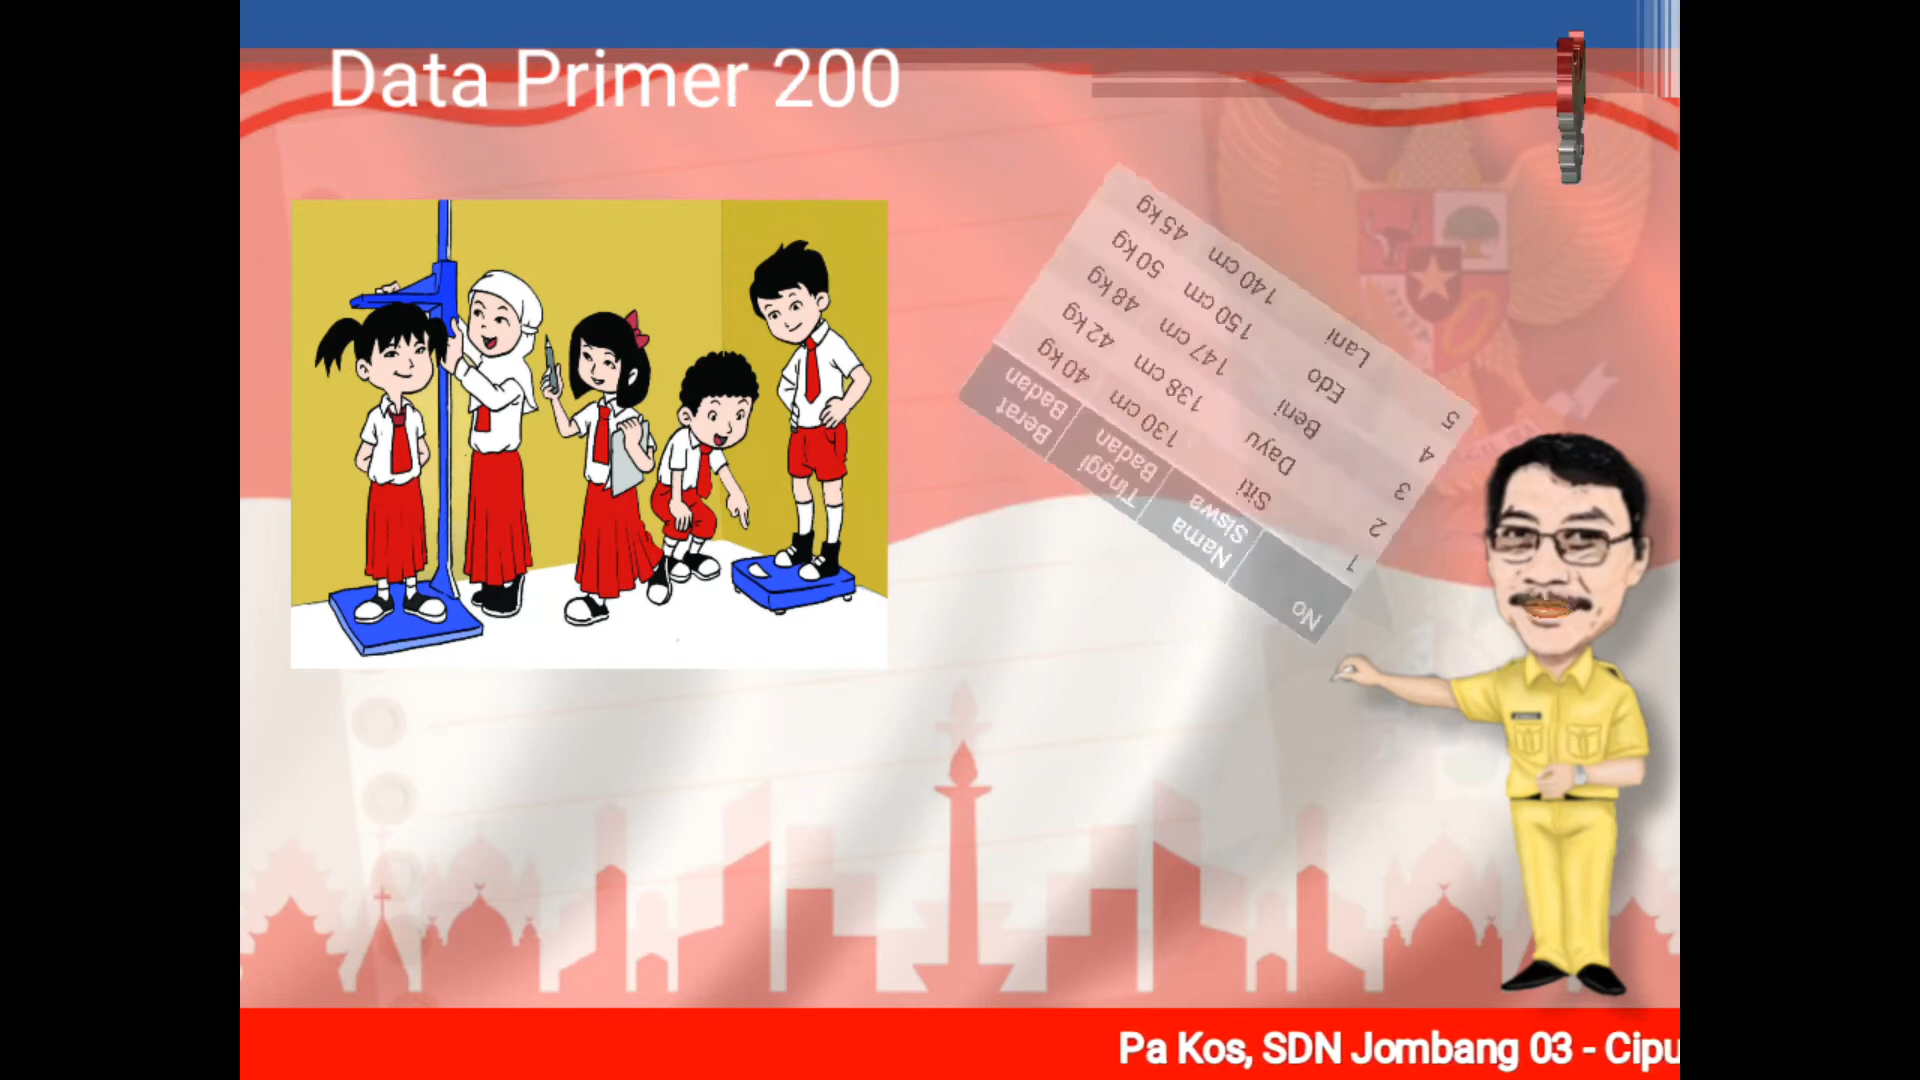 Data Primer 200
No Nama Siswa Tinggi Badan Berat Badan
1 Siti 130 cm 40 kg
2 Dayu 138 cm 42 kg
3 Beni 147 cm 48 kg
4 Edo 150 cm 50 kg
5 Lani 140 cm 45 kg
Pa Kos, SDN Jombang 03 - Cipu